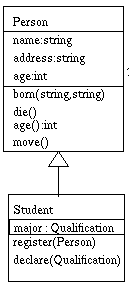 Person
name:string
address:string
age:int
born(string,string)
die()
age():int
move()
Student
major : Qualification
register(Person)
declare(Qualification)